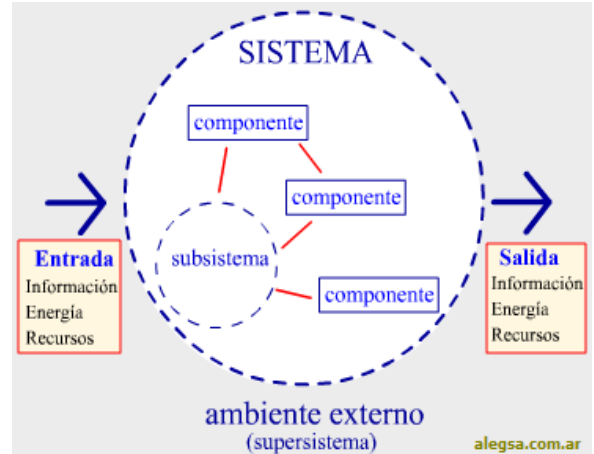 SISTEMA
componente
componente
subsistema
componente
Entrada
Información
Energía
Recursos
Salida
Información
Energía
Recursos
ambiente externo
(supersistema)
alegsa.com.ar